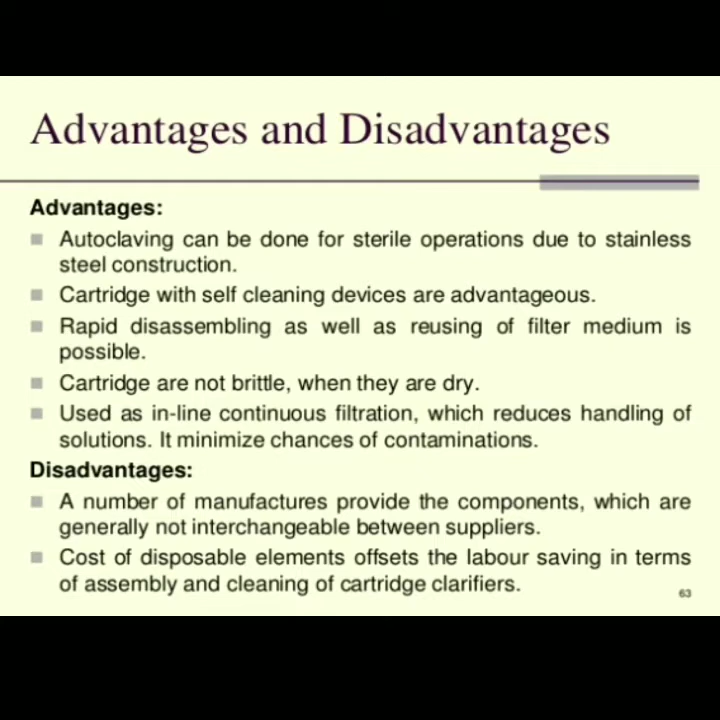 Advantages and Disadvantages
Advantages:
Autoclaving can be done for sterile operations due to stainless
steel construction.
Cartridge with self cleaning devices are advantageous.
Rapid disassembling as well as reusing of filter medium is
possible.
Cartridge are not brittle, when they are dry.
Used as in-line continuous filtration, which reduces handling of
solutions. It minimize chances of contaminations.
Disadvantages:
A number of manufactures provide the components, which are
generally not interchangeable between suppliers.
Cost of disposable elements offsets the labour saving in terms
of assembly and cleaning of cartridge clarifiers.
63